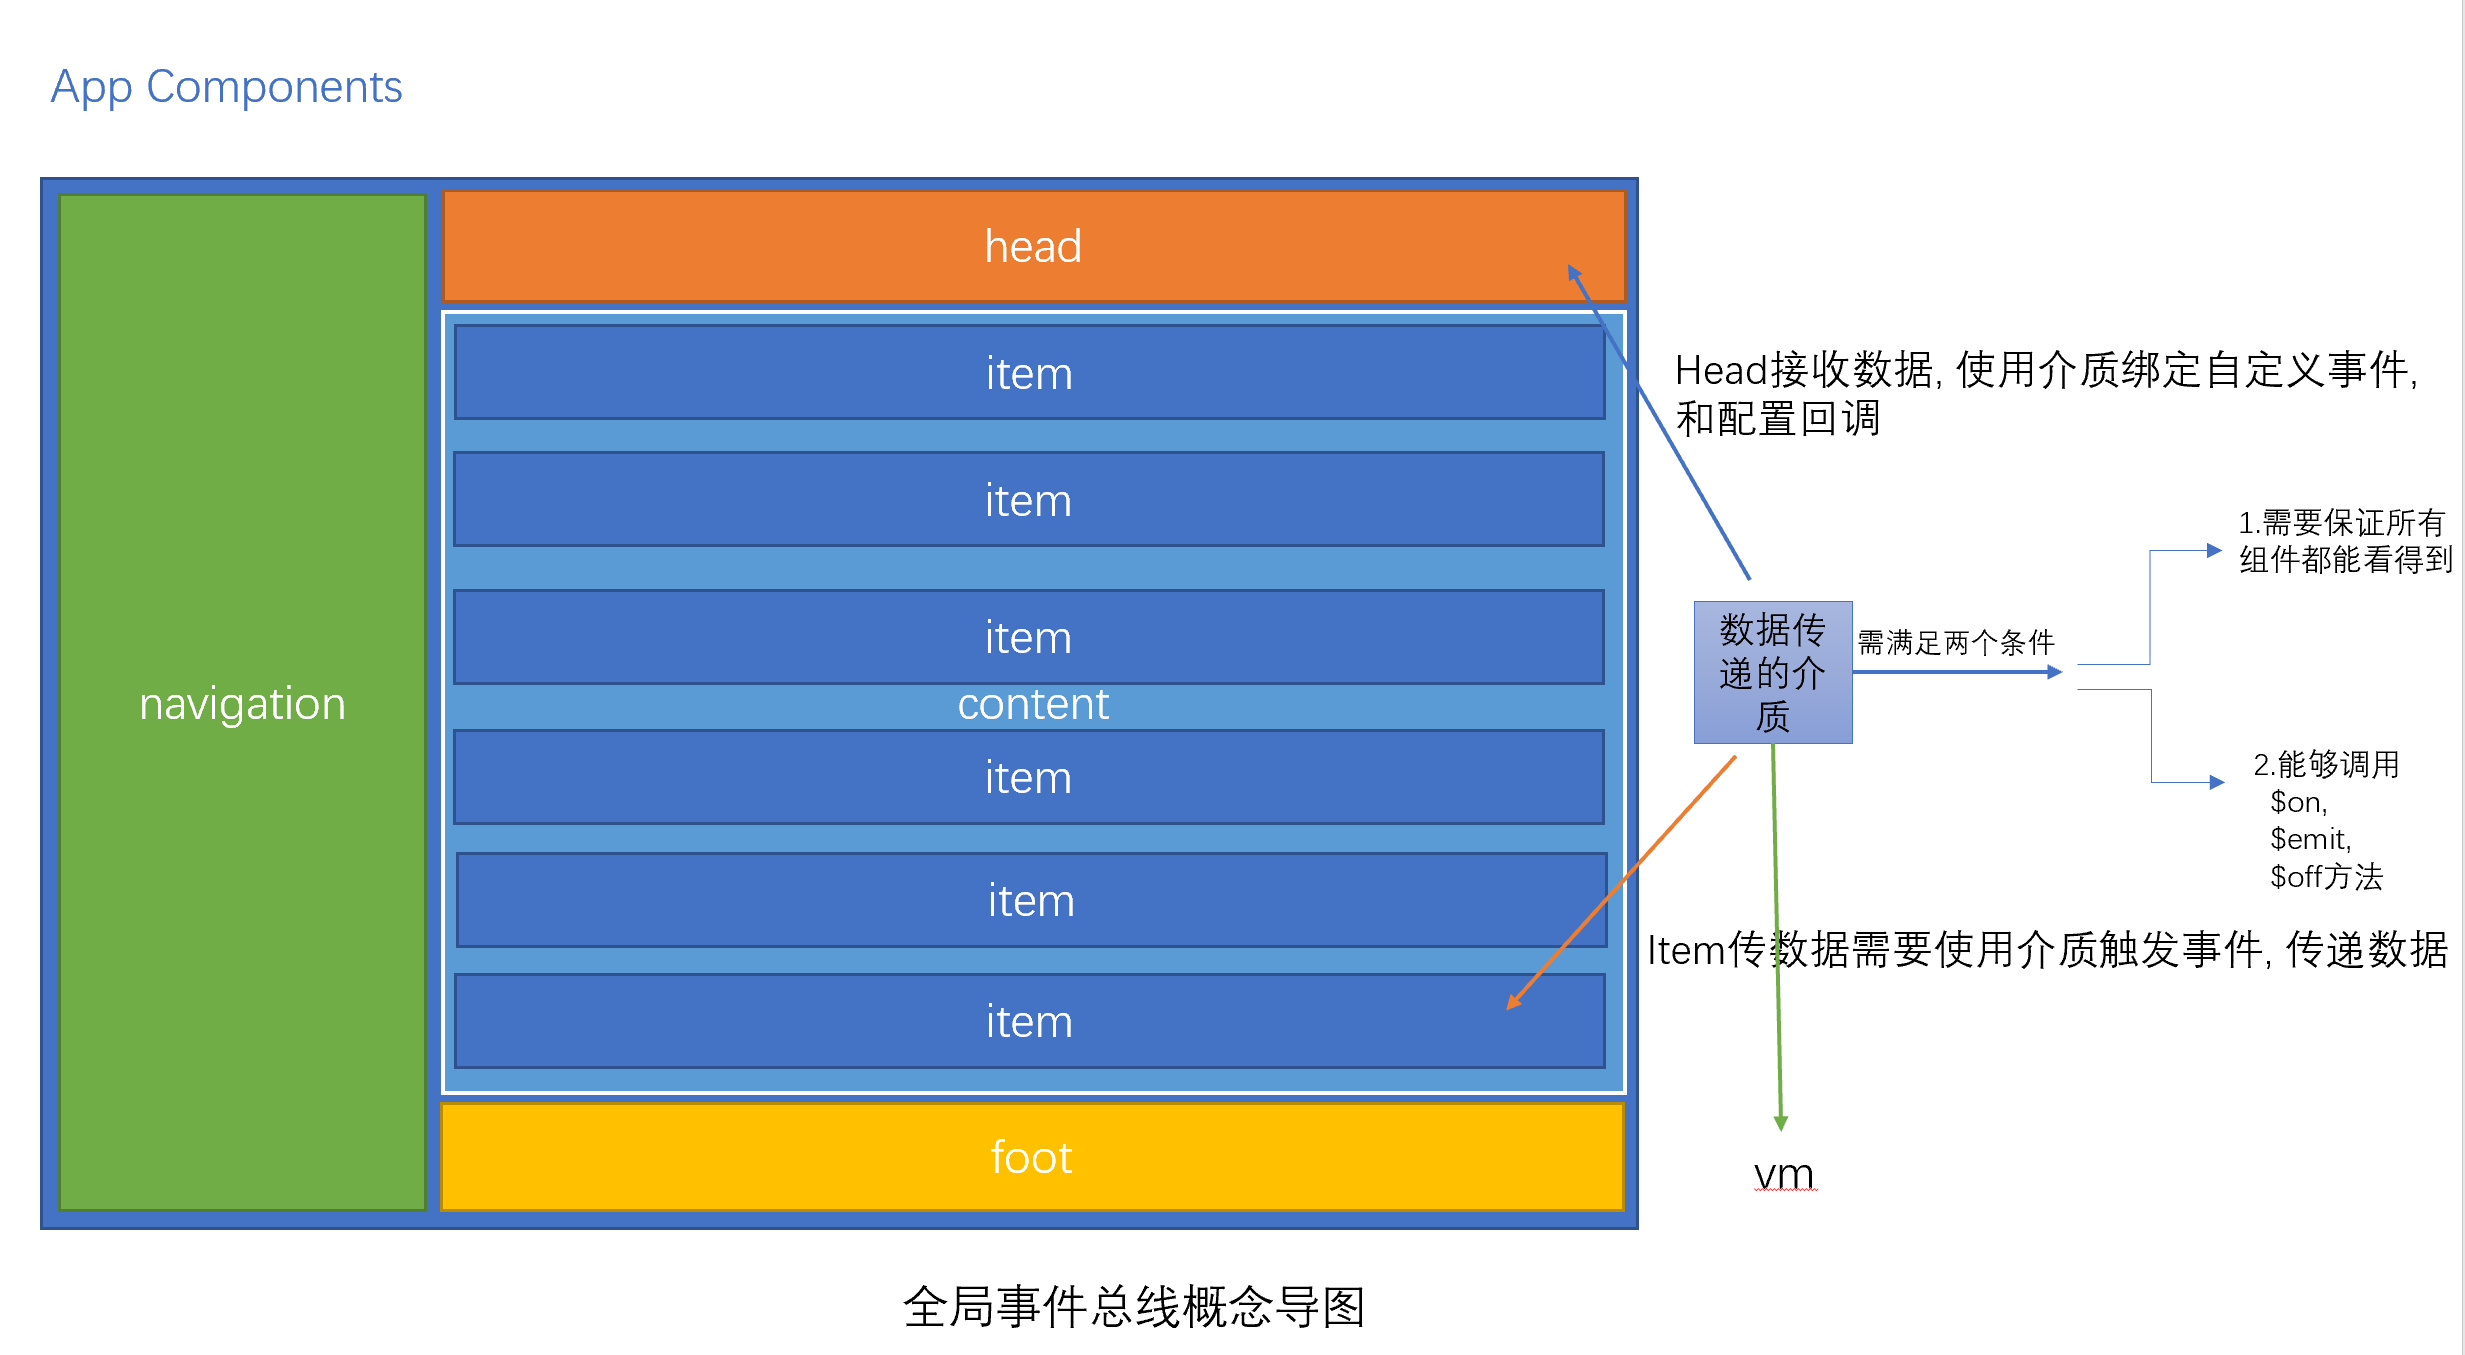 App Components
navigation
head
item
item
item
content
item
item
item
foot
Head接收数据, 使用介质绑定自定义事件,
和配置回调
数据传
递的介
质
需满足两个条件
1.需要保证所有
组件都能看得到
2.能够调用
$on,
$emit,
$off方法
Item传数据需要使用介质触发事件, 传递数据
vm
全局事件总线概念导图